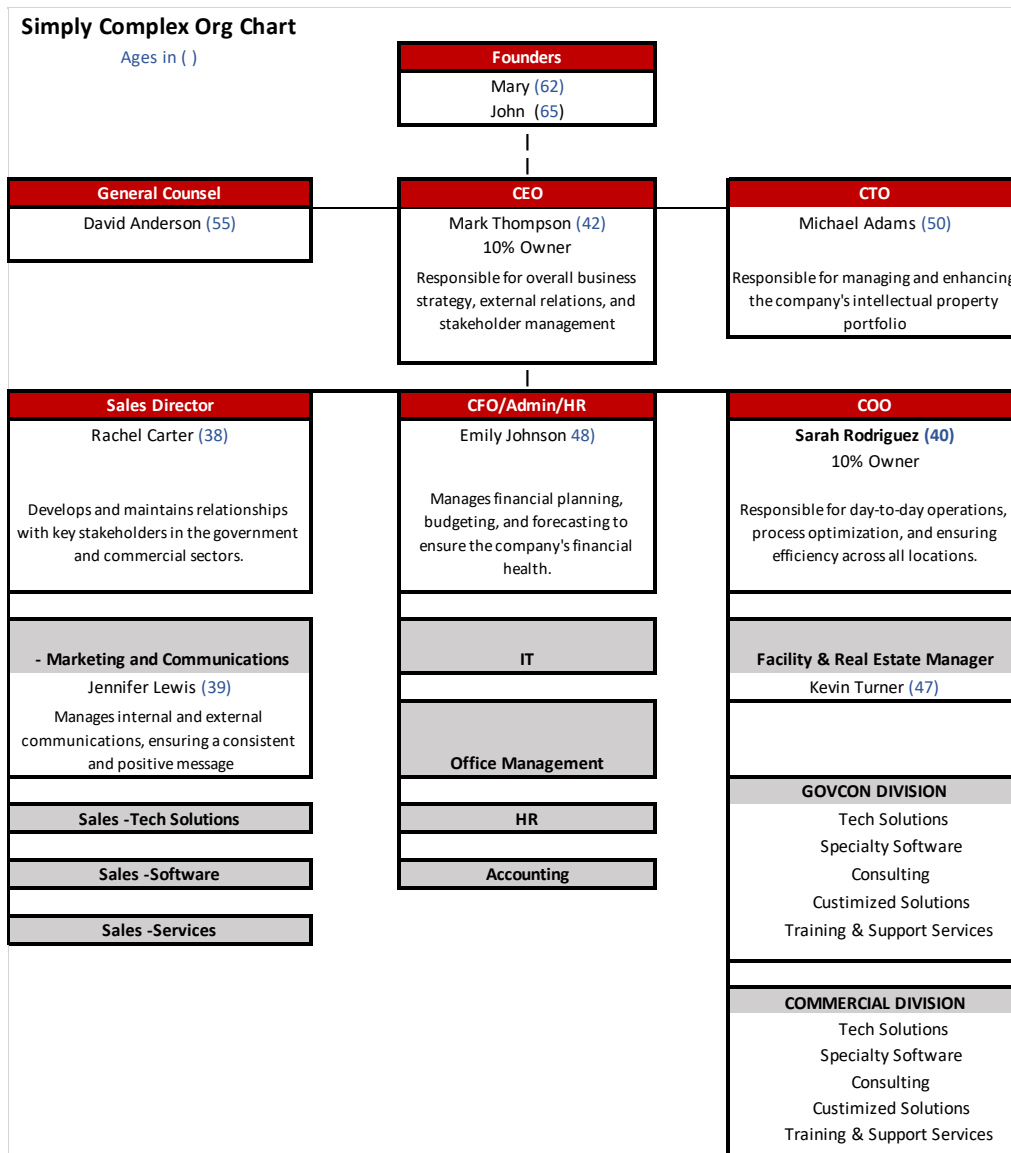 Simply Complex Org Chart
Ages in ( )
Founders
Mary (62)
John  (65)
General Counsel
David Anderson (55)
CEO
Mark Thompson (42)
10% Owner
Responsible for overall business
strategy, external relations, and
stakeholder management
CTO
Michael Adams (50)
Responsible for managing and enhancing
the company's intellectual property
portfolio
Sales Director
Rachel Carter (38)
Develops and maintains relationships
with key stakeholders in the government
and commercial sectors.
CFO/Admin/HR
Emily Johnson 48)
Manages financial planning,
budgeting, and forecasting to
ensure the company's financial
health.
COO
Sarah Rodriguez (40)
10% Owner
Responsible for day-to-day operations,
process optimization, and ensuring
efficiency across all locations.
- Marketing and Communications
Jennifer Lewis (39)
Manages internal and external
communications, ensuring a consistent
and positive message
Sales -Tech Solutions
Sales -Software
Sales -Services
IT
Office Management
HR
Accounting
Facility & Real Estate Manager
Kevin Turner (47)
GOVCON DIVISION
Tech Solutions
Specialty Software
Consulting
Custimized Solutions
Training & Support Services
COMMERCIAL DIVISION
Tech Solutions
Specialty Software
Consulting
Custimized Solutions
Training & Support Services